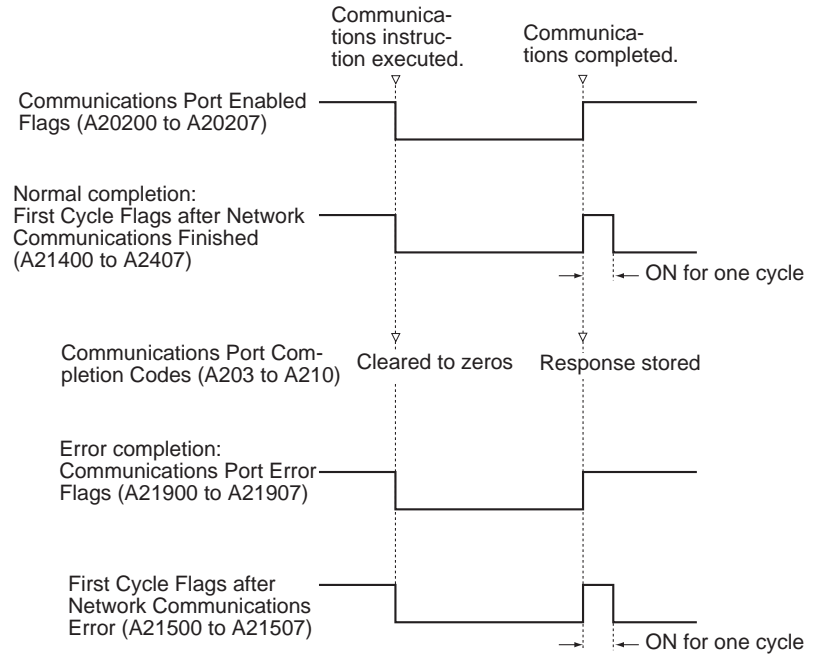 Communica-
tions instruc-
tion executed.
Communica-
tions completed.
Communications Port Enabled
Flags (A20200 to A20207)
Normal completion:
First Cycle Flags after Network
Communications Finished
(A21400 to A2407)
ON for one cycle
Communications Port Com-
pletion Codes (A203 to A210)
Cleared to zeros
Response stored
Error completion:
Communications Port Error
Flags (A21900 to A21907)
First Cycle Flags after
Network Communications
Error (A21500 to A21507)
ON for one cycle